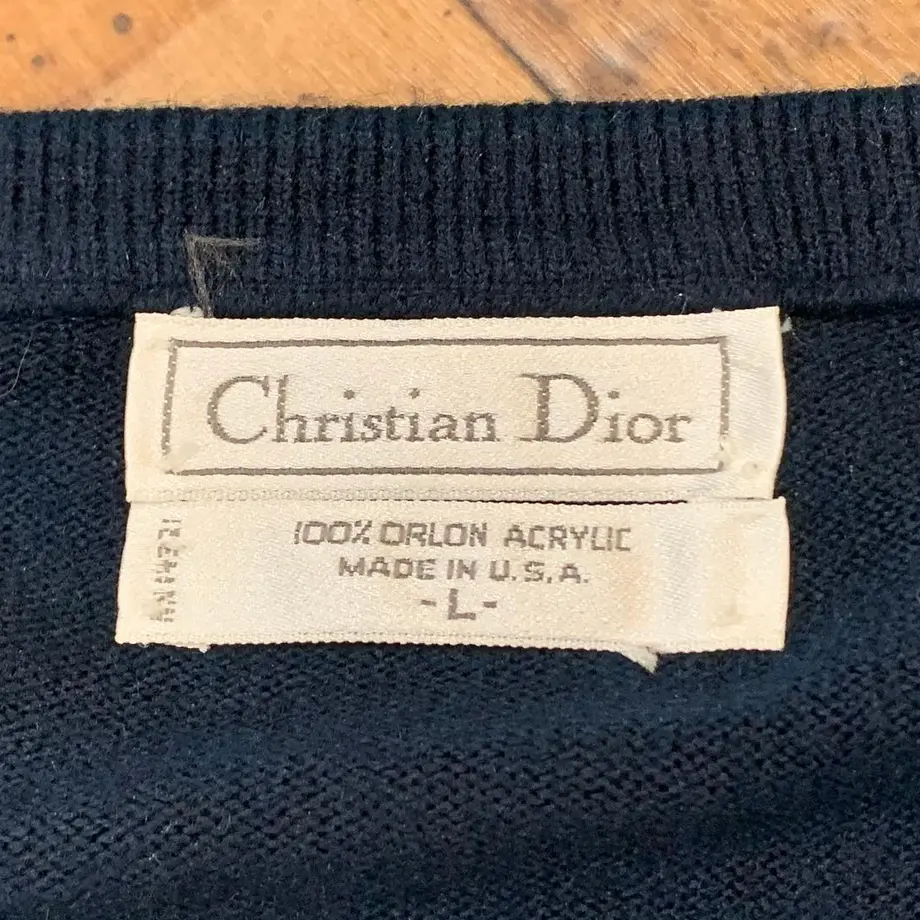 Christian Dior
100% ORLON ACRYLIC
MADE IN U.S.A.
-L-